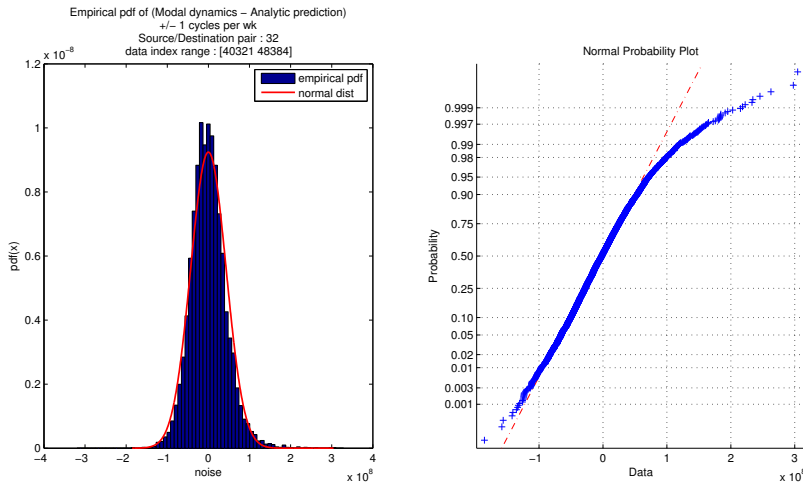 Empirical pdf of (Modal dynamics − Analytic prediction)
+/− 1 cycles per wk
Source/Destination pair : 32
data index range : [40321 48384]
x 10⁻⁸
1.2
1
0.8
0.6
0.4
0.2
0
pdf(x)
empirical pdf
normal dist
−4
−3
−2
−1
0
1
2
3
4
noise
x 10⁸
Normal Probability Plot
0.999
0.997
0.99
0.98
0.95
0.90
0.75
0.50
0.25
0.10
0.05
0.02
0.01
0.003
0.001
Probability
−1
0
1
2
3
Data